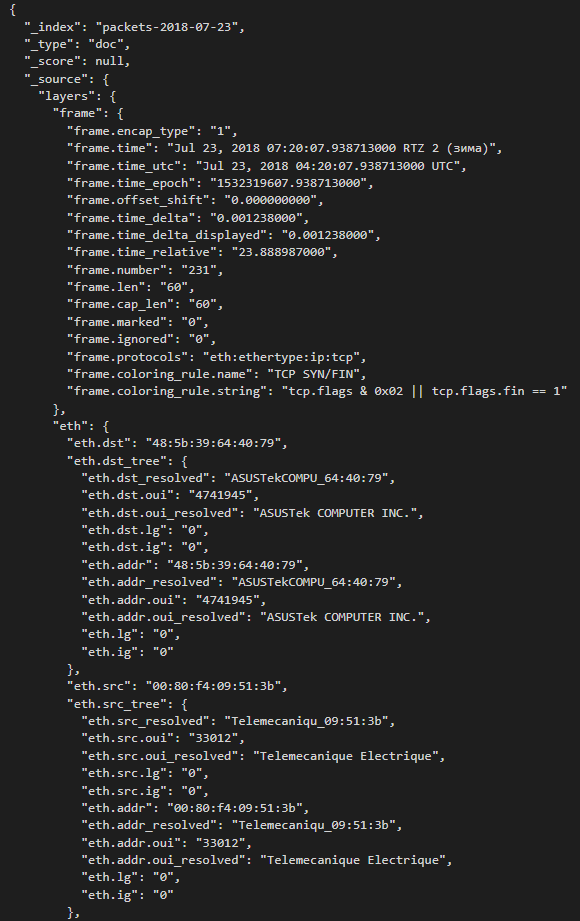 {
  "_index": "packets-2018-07-23",
  "_type": "doc",
  "_score": null,
  "_source": {
    "layers": {
      "frame": {
        "frame.encap_type": "1",
        "frame.time": "Jul 23, 2018 07:20:07.938713000 RTZ 2 (зима)",
        "frame.time_utc": "Jul 23, 2018 04:20:07.938713000 UTC",
        "frame.time_epoch": "1532319607.938713000",
        "frame.offset_shift": "0.000000000",
        "frame.time_delta": "0.001238000",
        "frame.time_delta_displayed": "0.001238000",
        "frame.time_relative": "23.888987000",
        "frame.number": "231",
        "frame.len": "60",
        "frame.cap_len": "60",
        "frame.marked": "0",
        "frame.ignored": "0",
        "frame.protocols": "eth:ethertype:ip:tcp",
        "frame.coloring_rule.name": "TCP SYN/FIN",
        "frame.coloring_rule.string": "tcp.flags & 0x02 || tcp.flags.fin == 1"
      },
      "eth": {
        "eth.dst": "48:5b:39:64:40:79",
        "eth.dst_tree": {
          "eth.dst_resolved": "ASUSTekCOMPU_64:40:79",
          "eth.dst.oui": "4741945",
          "eth.dst.oui_resolved": "ASUSTek COMPUTER INC.",
          "eth.dst.lg": "0",
          "eth.dst.ig": "0",
          "eth.addr": "48:5b:39:64:40:79",
          "eth.addr_resolved": "ASUSTekCOMPU_64:40:79",
          "eth.addr.oui": "4741945",
          "eth.addr.oui_resolved": "ASUSTek COMPUTER INC.",
          "eth.lg": "0",
          "eth.ig": "0"
        },
        "eth.src": "00:80:f4:09:51:3b",
        "eth.src_tree": {
          "eth.src_resolved": "Telemecaniqu_09:51:3b",
          "eth.src.oui": "33012",
          "eth.src.oui_resolved": "Telemecanique Electrique",
          "eth.src.lg": "0",
          "eth.src.ig": "0",
          "eth.addr": "00:80:f4:09:51:3b",
          "eth.addr_resolved": "Telemecaniqu_09:51:3b",
          "eth.addr.oui": "33012",
          "eth.addr.oui_resolved": "Telemecanique Electrique",
          "eth.lg": "0",
          "eth.ig": "0"
        },